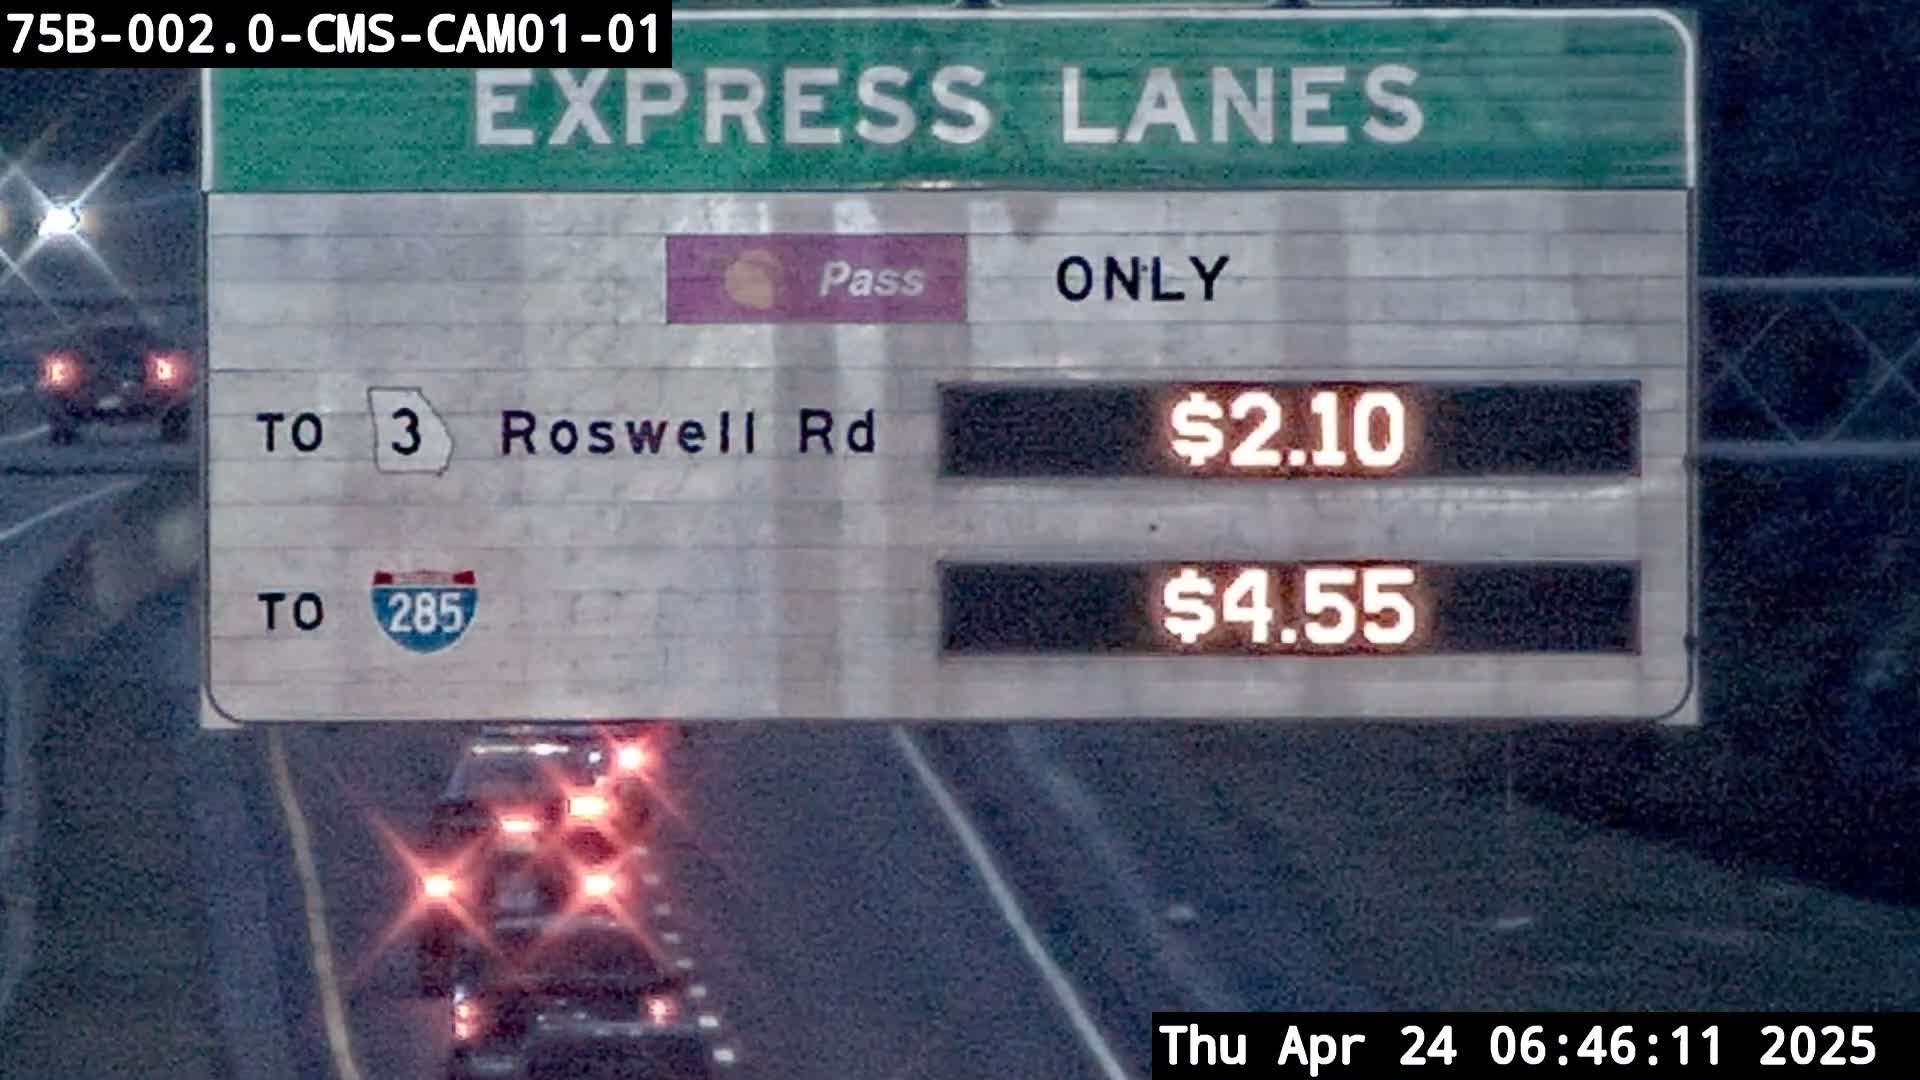 75B-002.0-CMS-CAM01-01
EXPRESS LANES
Pass ONLY
TO 3 Roswell Rd $2.10
TO 285 $4.55
Thu Apr 24 06:46:11 2025